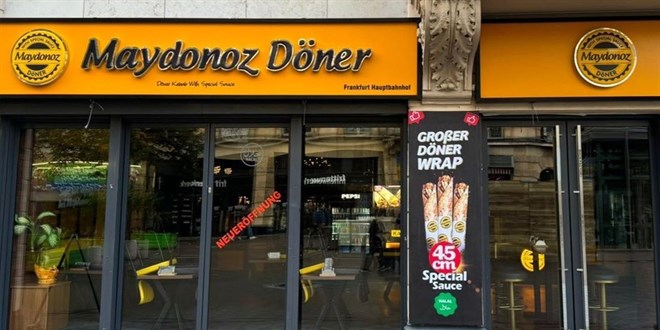 Maydonoz
DÖNER
Maydonoz Döner
Döner Kebab With Special Sauce
Frankfurt Hauptbahnhof
Maydonoz
DÖNER
NEUERÖFFNUNG
PEPSI
GROẞER
DÖNER
WRAP
45
cm
Special
Sauce
HALAL